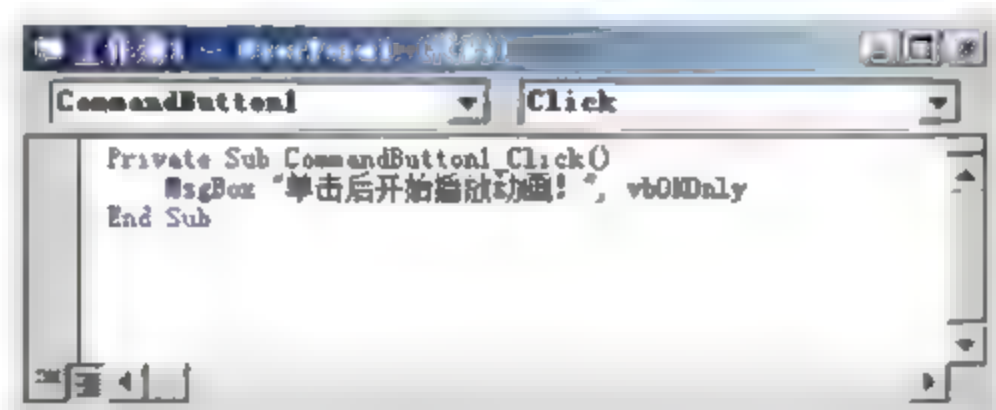 CommandButton1 Click
Private Sub CommandButton1_Click()
MsgBox "单击后开始播放动画！", vbOKOnly
End Sub